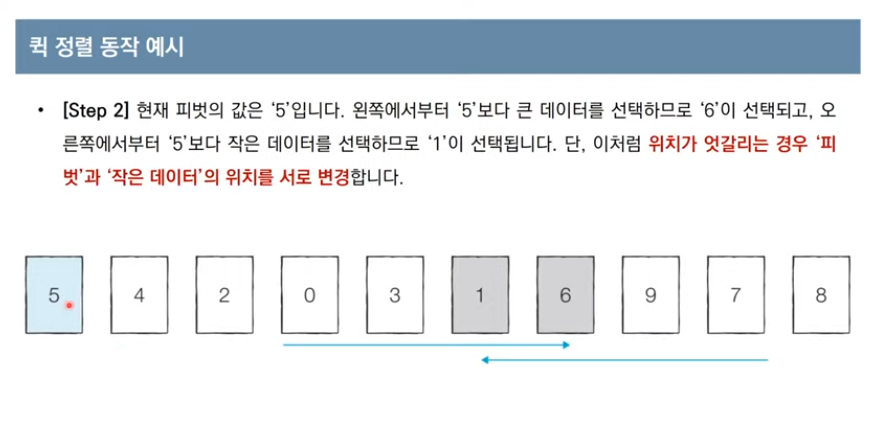 퀵 정렬 동작 예시
• [Step 2] 현재 피벗의 값은 ‘5’입니다. 왼쪽에서부터 ‘5’보다 큰 데이터를 선택하므로 ‘6’이 선택되고, 오
른쪽에서부터 ‘5’보다 작은 데이터를 선택하므로 ‘1’이 선택됩니다. 단, 이처럼 위치가 엇갈리는 경우 ‘피
벗’과 ‘작은 데이터’의 위치를 서로 변경합니다.
5 4 2 0 3 1 6 9 7 8